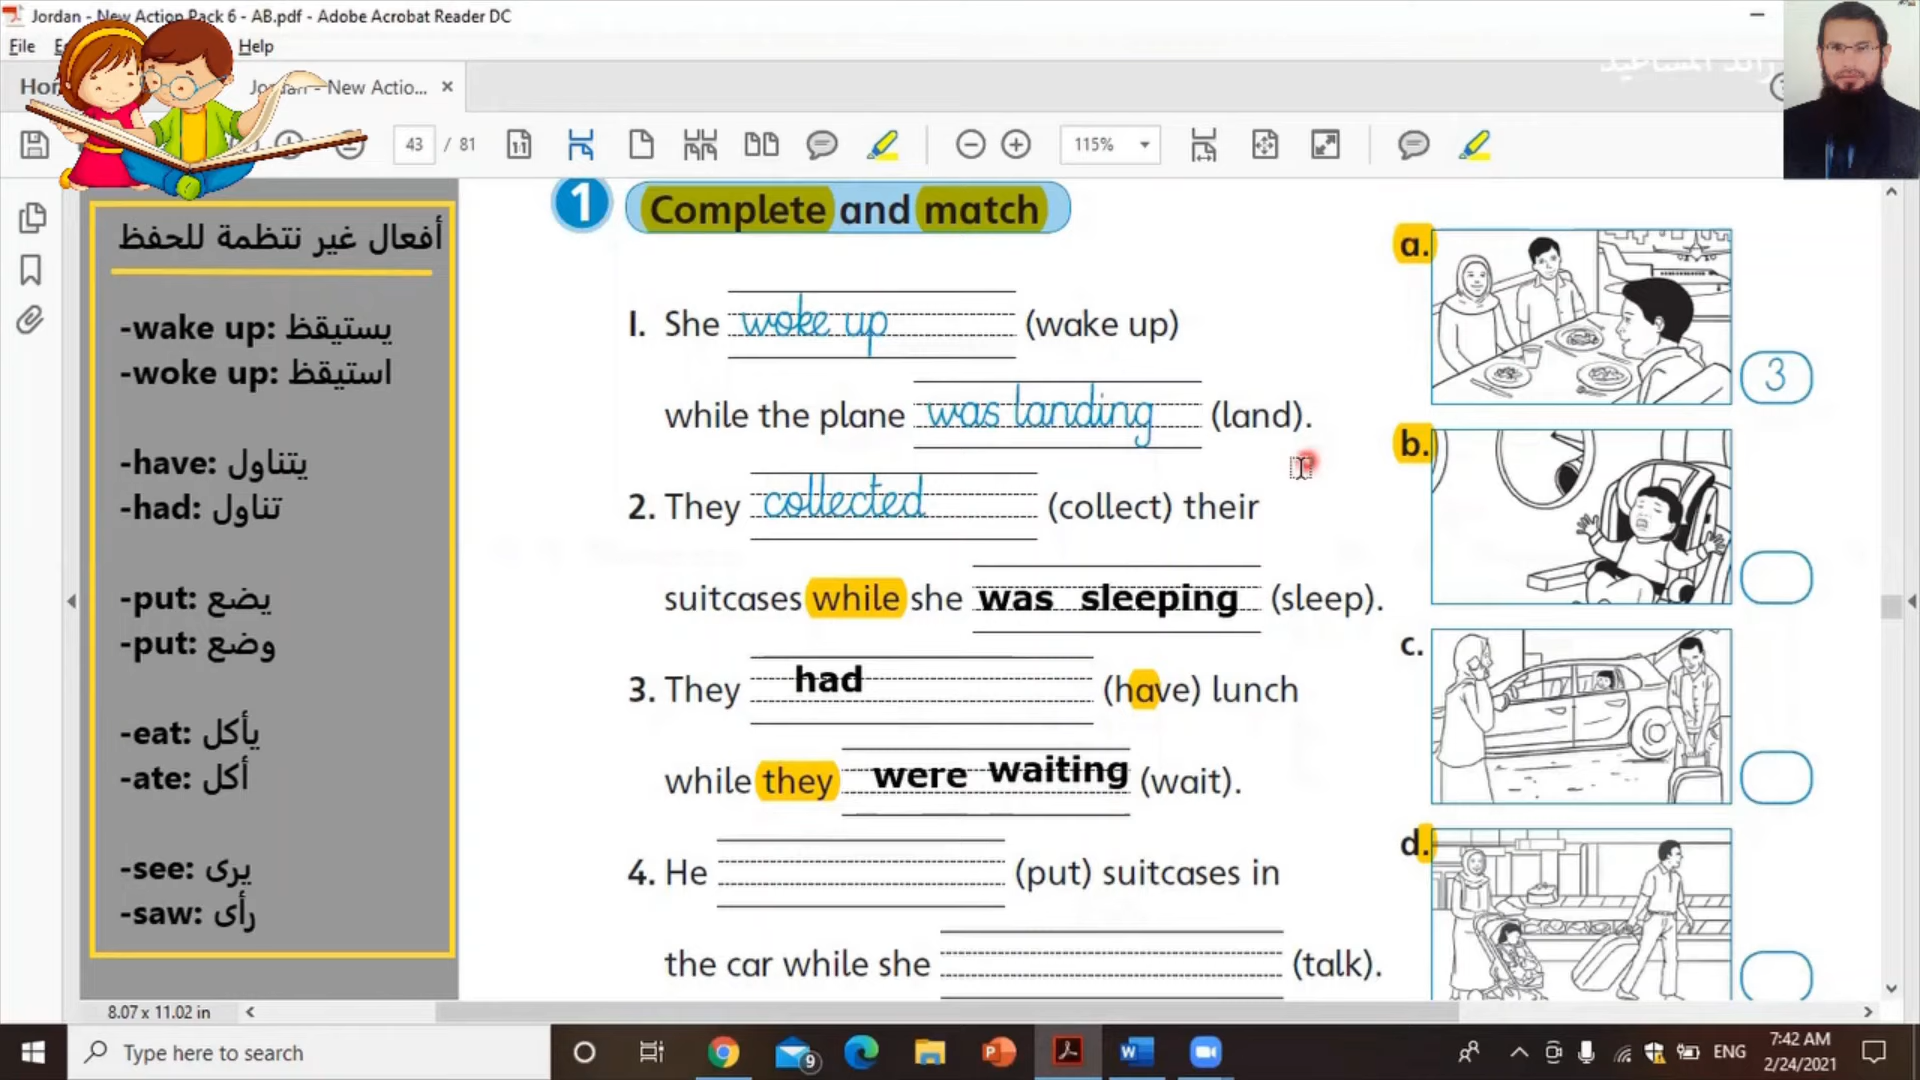 Jordan - New Action Pack 6 - AB.pdf - Adobe Acrobat Reader DC
File
Help
Jordan - New Actio...
43 / 81
115%
أفعال غير نتظمة للحفظ
-wake up: يستيقظ
-woke up: استيقظ
-have: يتناول
-had: تناول
-put: يضع
-put: وضع
-eat: يأكل
-ate: أكل
-see: يرى
-saw: رأى
1 Complete and match
1. She woke up (wake up)
while the plane was landing (land).
2. They collected (collect) their
suitcases while she was sleeping (sleep).
3. They had (have) lunch
while they were waiting (wait).
4. He (put) suitcases in
the car while she (talk).
a.
3
b.
c.
d.
8.07 x 11.02 in
Type here to search
9
ENG
7:42 AM
2/24/2021